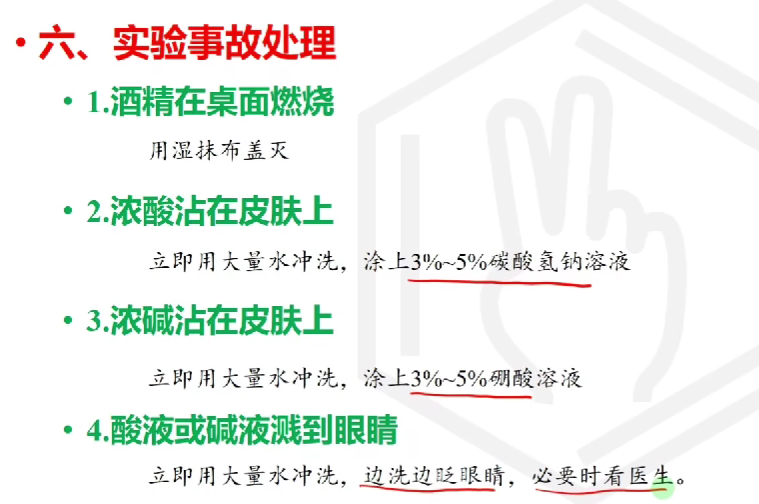 • 六、实验事故处理
• 1.酒精在桌面燃烧
用湿抹布盖灭
• 2.浓酸沾在皮肤上
立即用大量水冲洗，涂上3%~5%碳酸氢钠溶液
• 3.浓碱沾在皮肤上
立即用大量水冲洗，涂上3%~5%硼酸溶液
• 4.酸液或碱液溅到眼睛
立即用大量水冲洗，边洗边眨眼睛，必要时看医生。